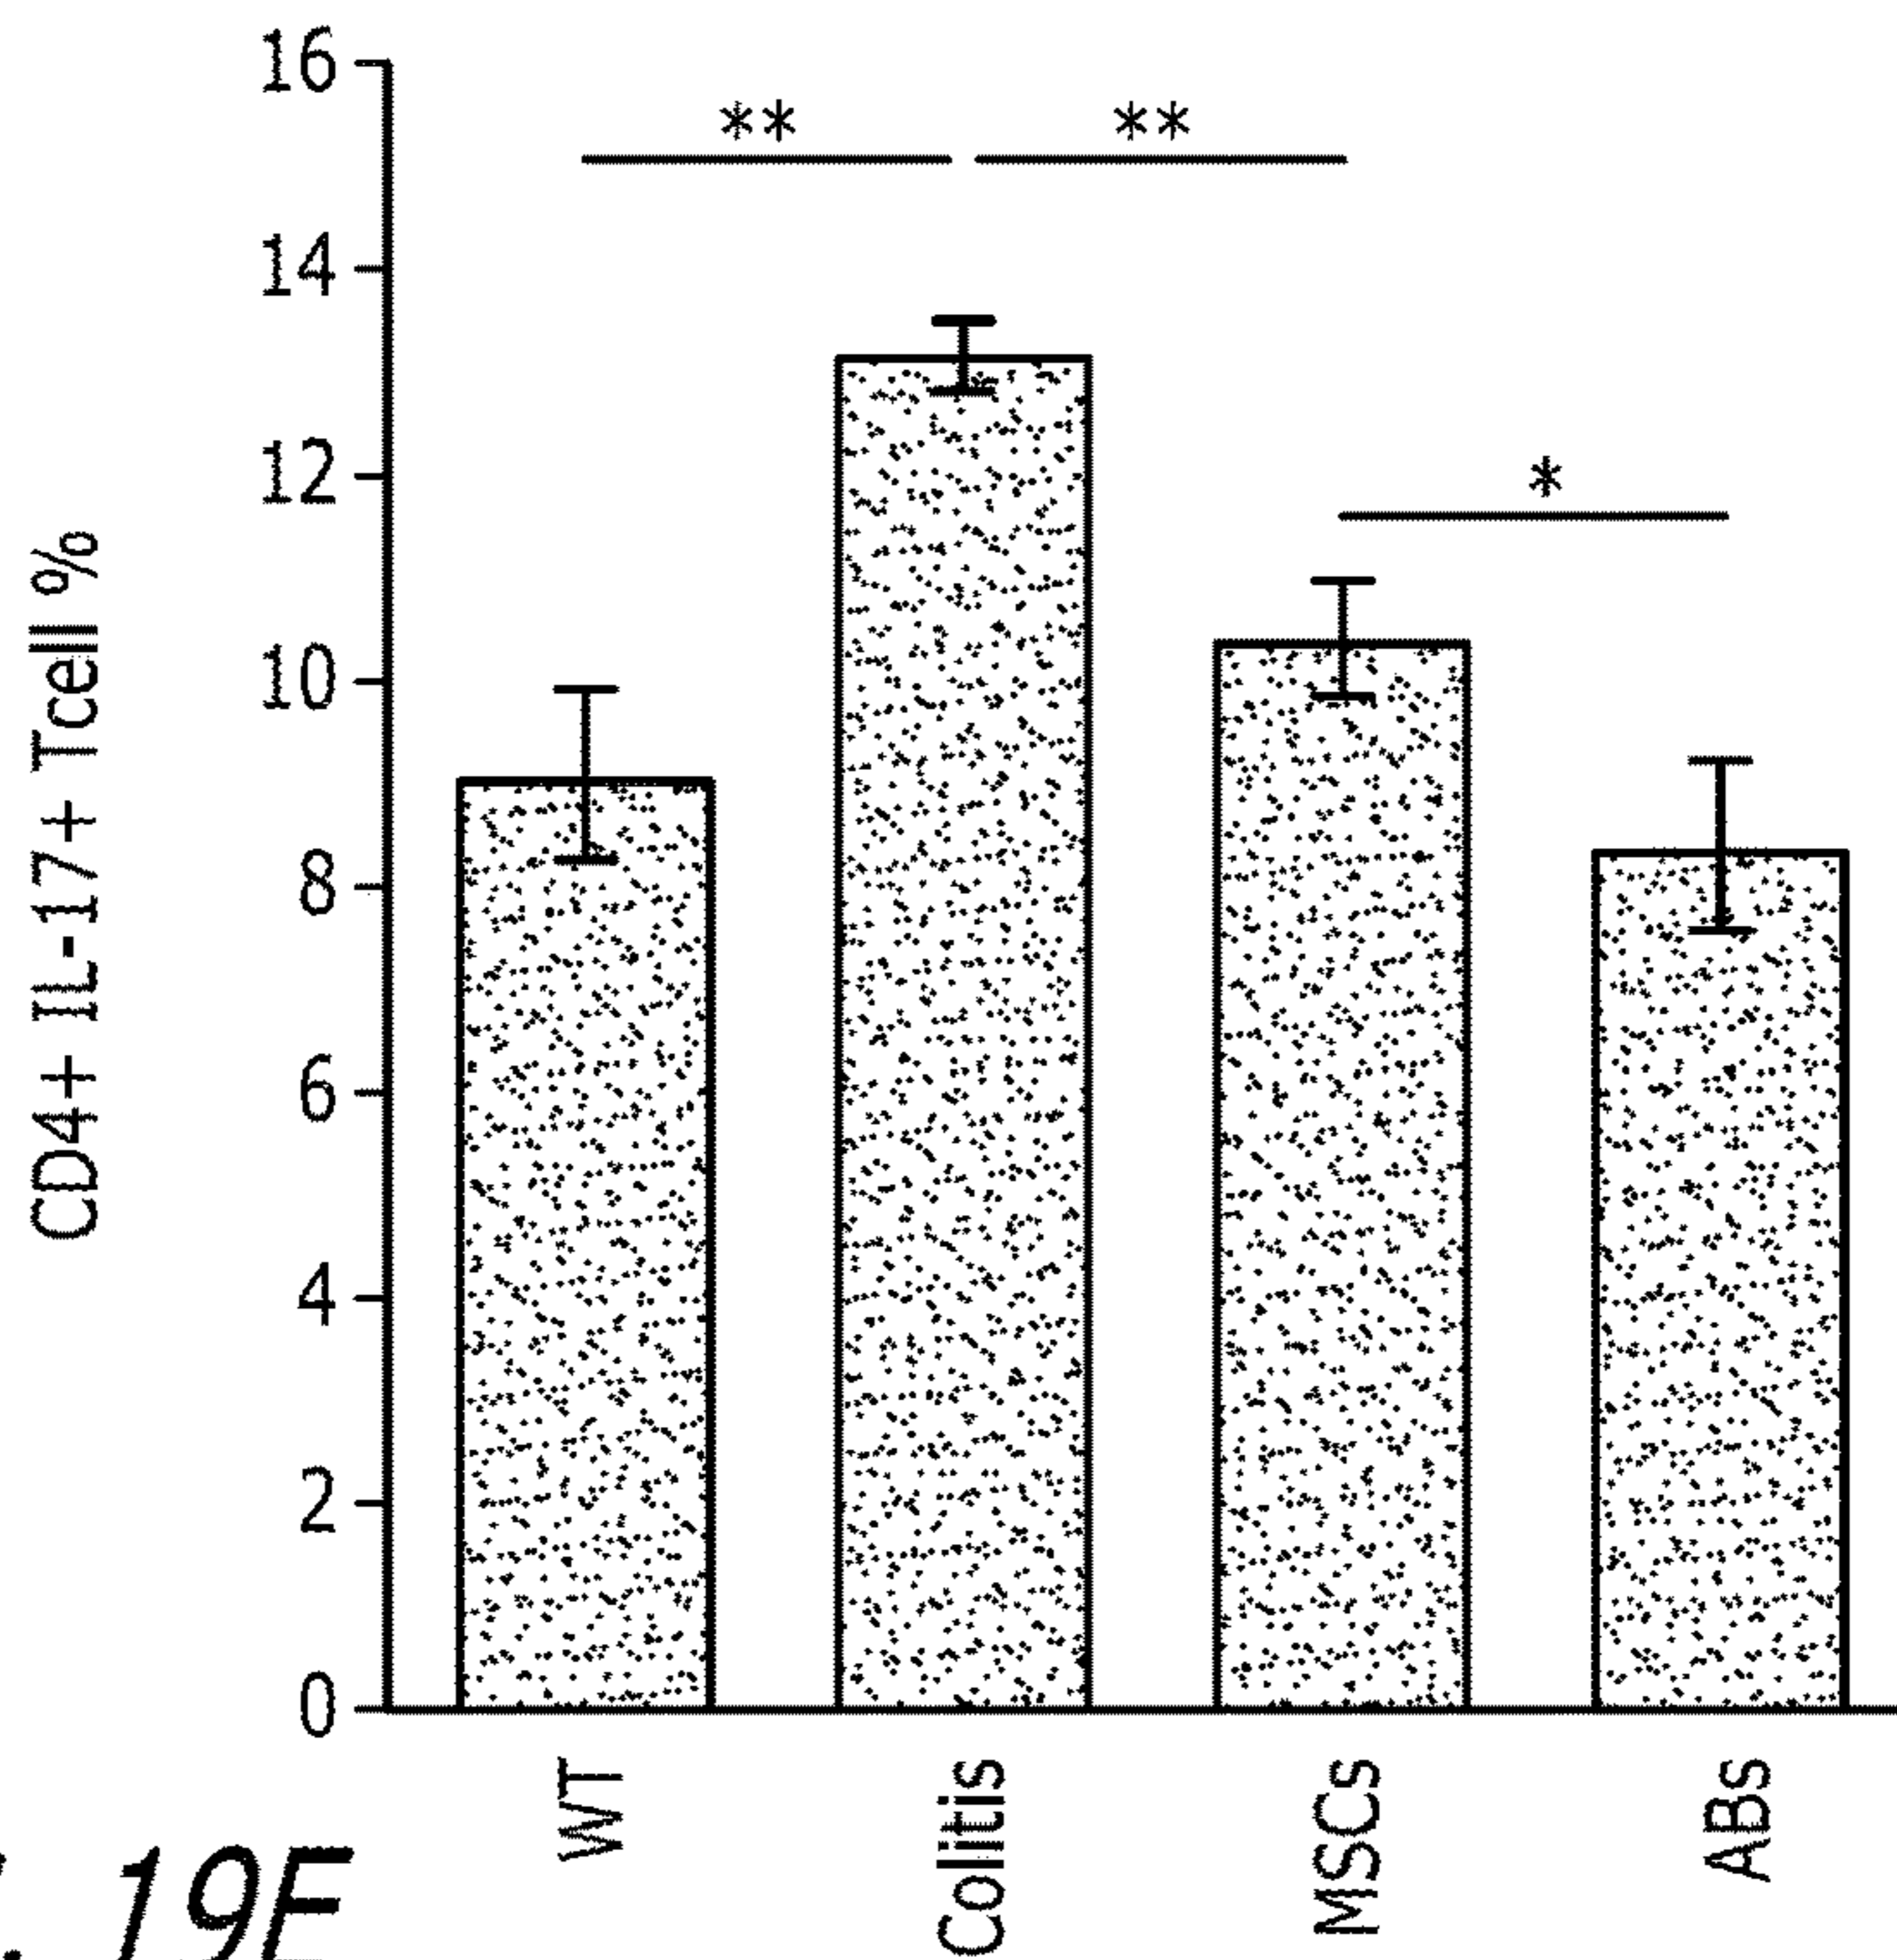 CD4+ IL-17+ Tcell %
16
14
12
10
8
6
4
2
0
**
**
*
WT
Colitis
MSCs
ABs
. 19F